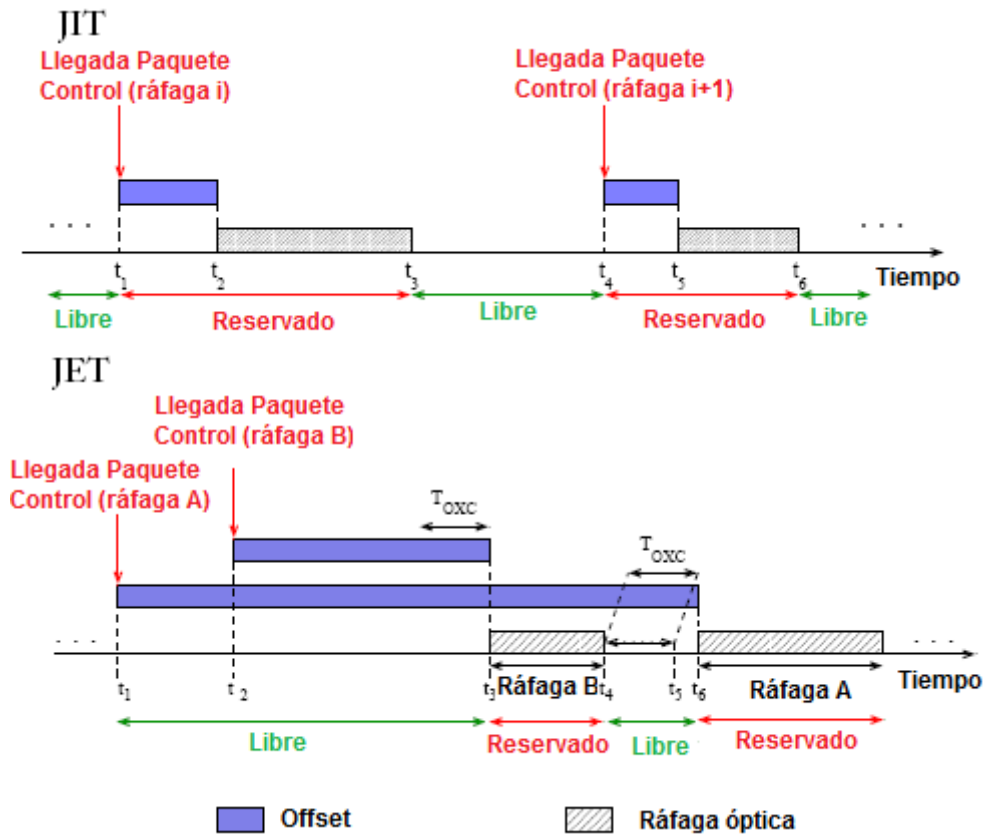 JIT
Llegada Paquete
Control (ráfaga i)
Llegada Paquete
Control (ráfaga i+1)
. . .
. . .
t1 t2 t3 t4 t5 t6 Tiempo
Libre Reservado Libre Reservado Libre
JET
Llegada Paquete
Control (ráfaga B)
Llegada Paquete
Control (ráfaga A)
TOXC
TOXC
. . .
. . .
t1 t2 t3 Ráfaga B t4 t5 t6 Ráfaga A Tiempo
Libre Reservado Libre Reservado
Offset Ráfaga óptica